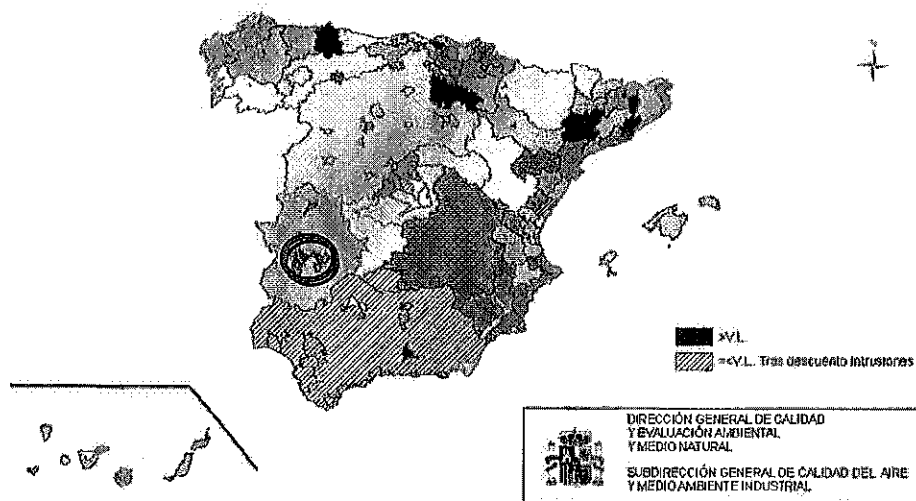 >V.L.
=<V.L. Tras descuento intrusiones
DIRECCIÓN GENERAL DE CALIDAD
Y EVALUACIÓN AMBIENTAL
Y MEDIO NATURAL
SUBDIRECCIÓN GENERAL DE CALIDAD DEL AIRE
Y MEDIO AMBIENTE INDUSTRIAL